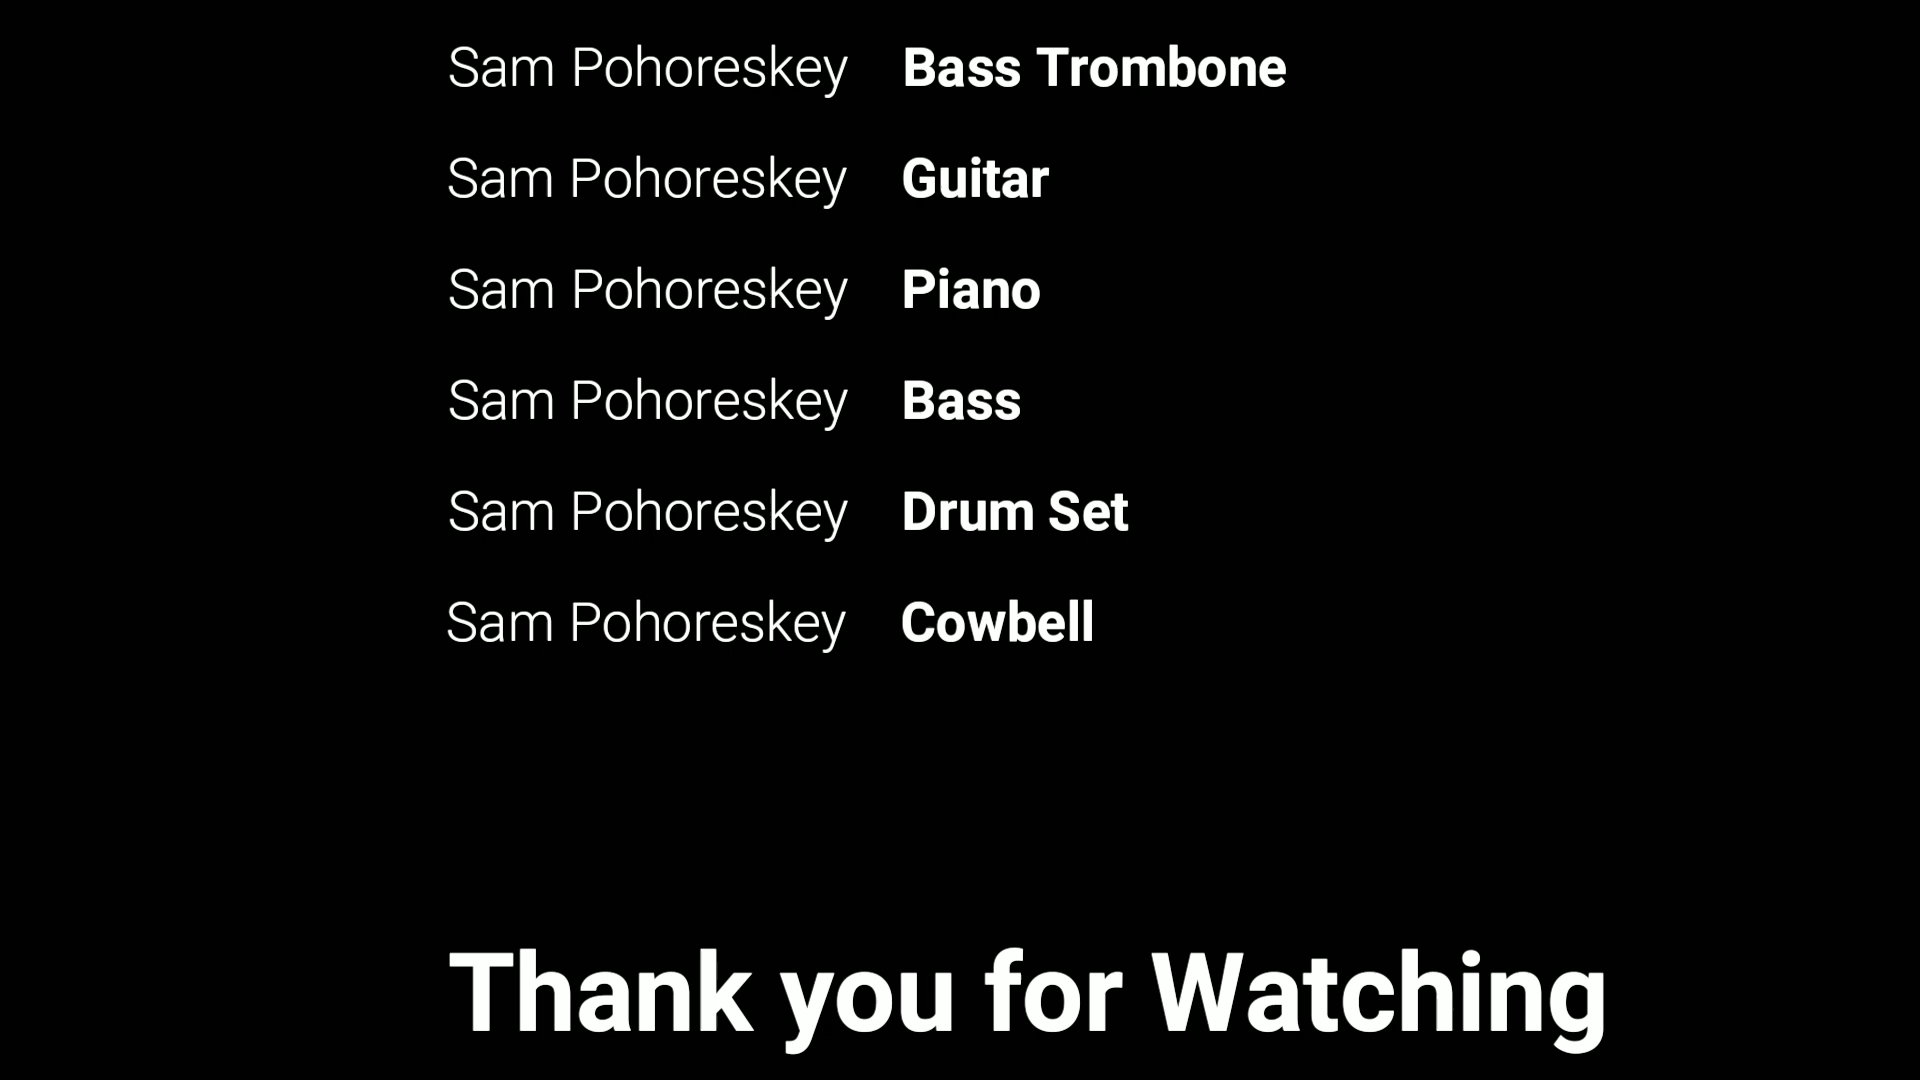 Sam Pohoreskey Bass Trombone
Sam Pohoreskey Guitar
Sam Pohoreskey Piano
Sam Pohoreskey Bass
Sam Pohoreskey Drum Set
Sam Pohoreskey Cowbell
Thank you for Watching